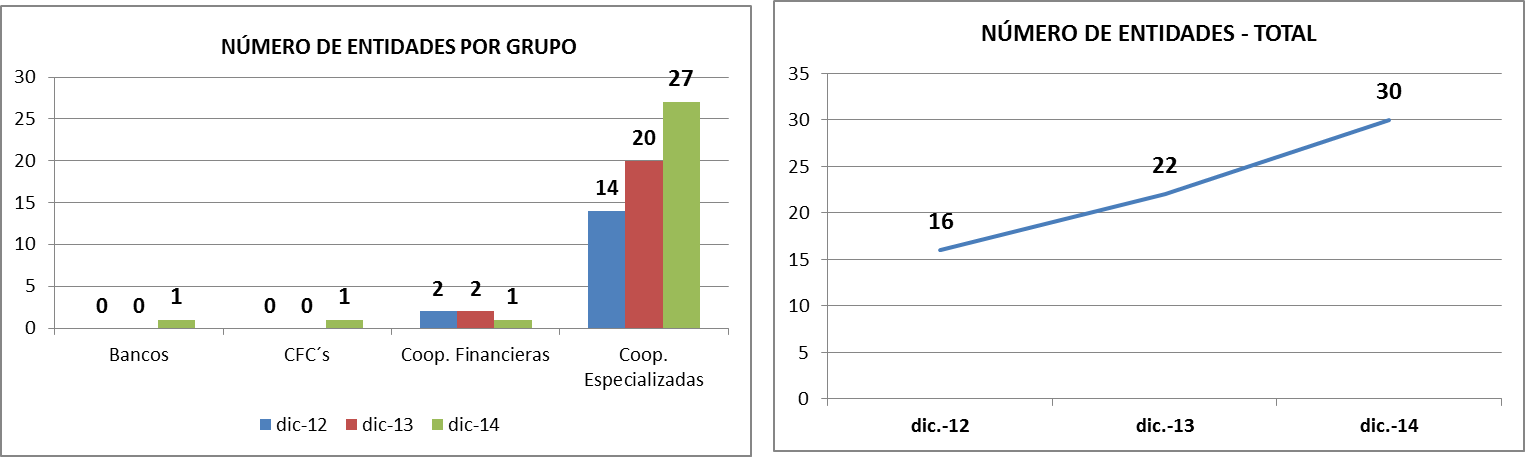 NÚMERO DE ENTIDADES POR GRUPO
30
25
20
15
10
5
0
0 0 1
0 0 1
2 2 1
14 20 27
Bancos
CFC´s
Coop. Financieras
Coop.
Especializadas
dic-12 dic-13 dic-14
NÚMERO DE ENTIDADES - TOTAL
35
30
25
20
15
10
5
0
16
22
30
dic.-12 dic.-13 dic.-14